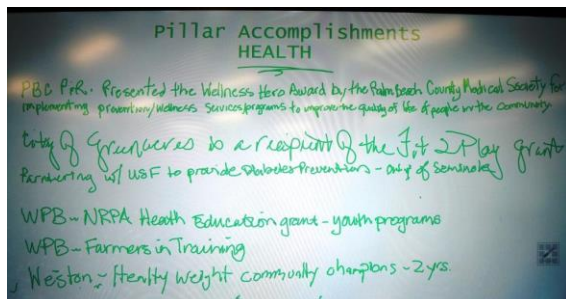 Pillar Accomplishments
HEALTH
PBC P&R. Presented the Wellness Hero Award by the Palm Beach County Medical Society for
implementing prevention/wellness services/programs to improve the quality of life of people in the community.
City of Greenacres is a recipient of the Fit 2 Play grant
Partnering w/ USF to provide Diabetes Prevention - City of Seminole
WPB - NRPA Health Education grant - youth programs
WPB - Farmers in Training
Weston - Healthy Weight community champions - 2 yrs.